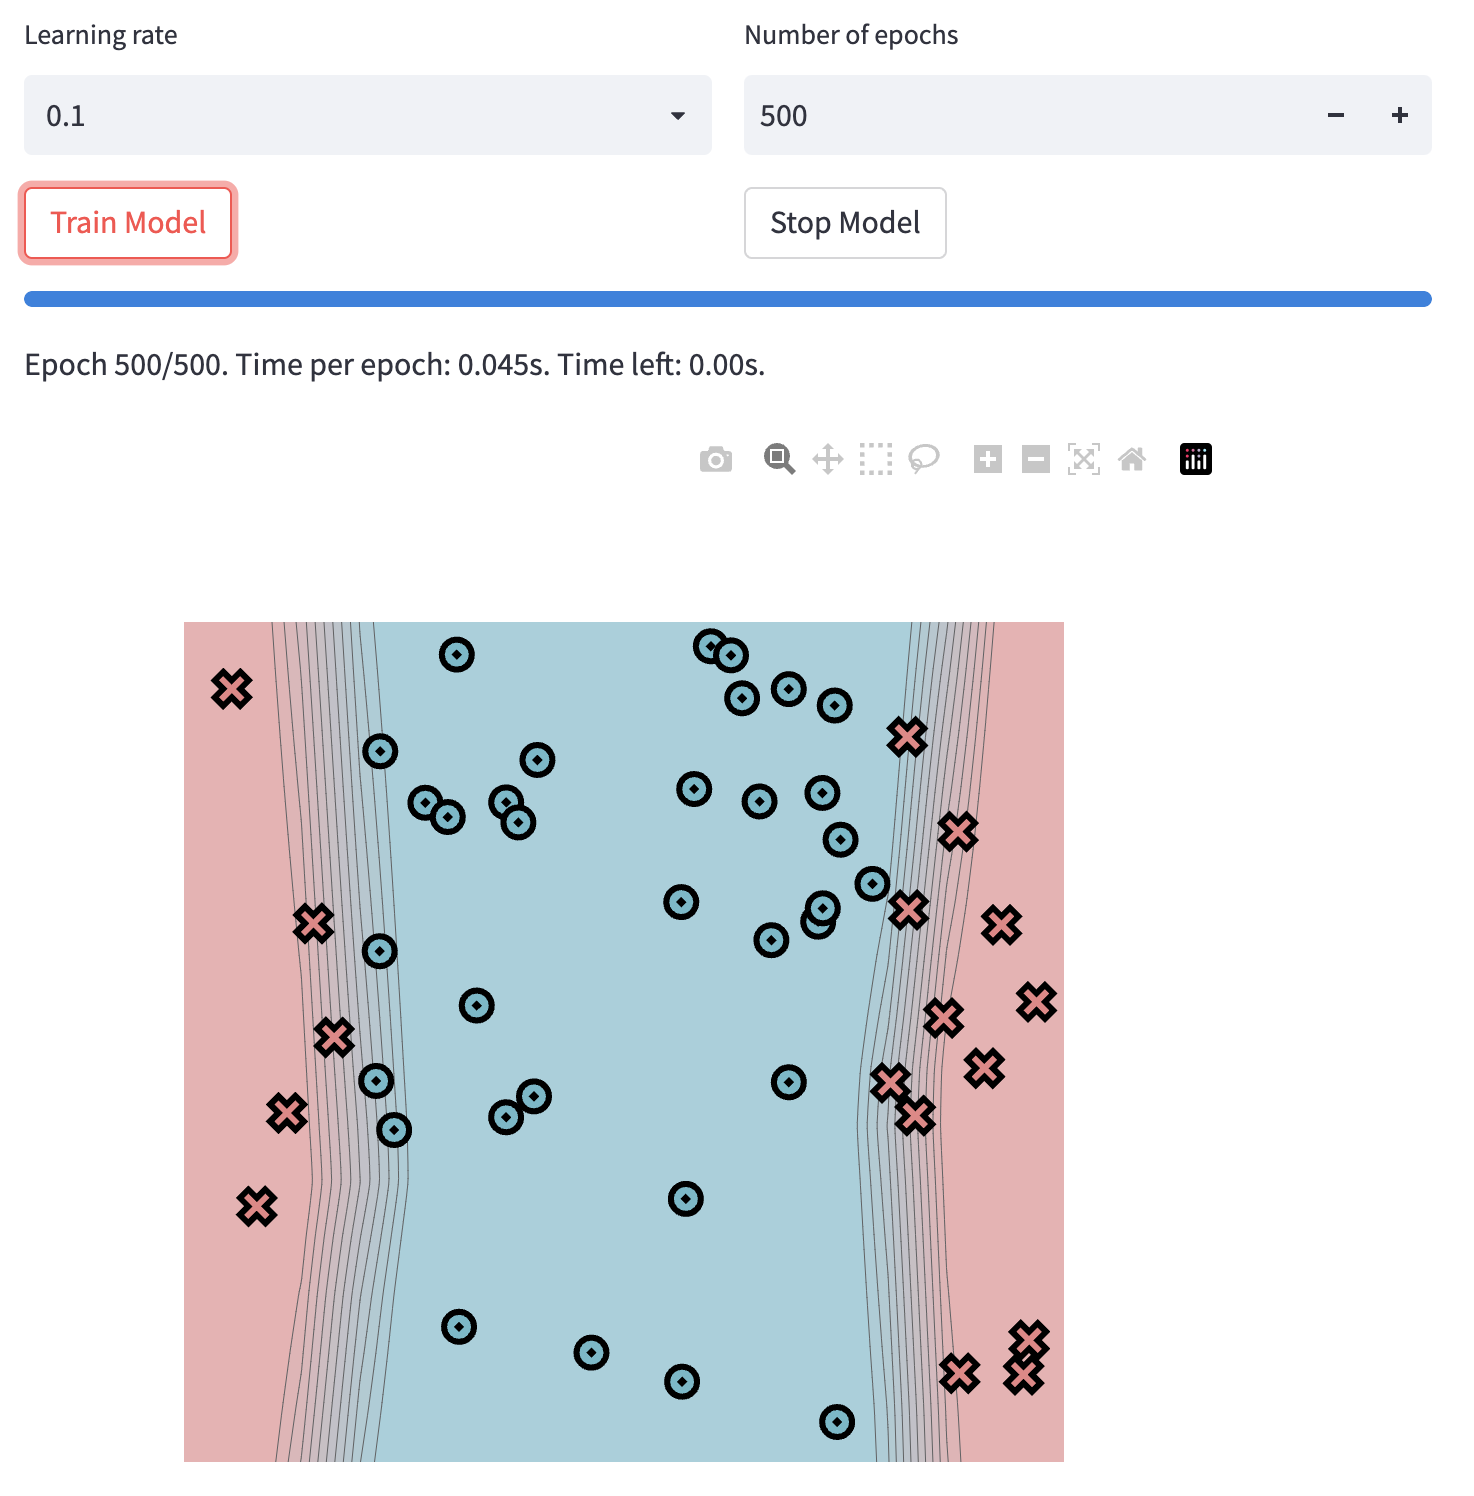 Learning rate
Number of epochs
0.1
500
Train Model
Stop Model
Epoch 500/500. Time per epoch: 0.045s. Time left: 0.00s.